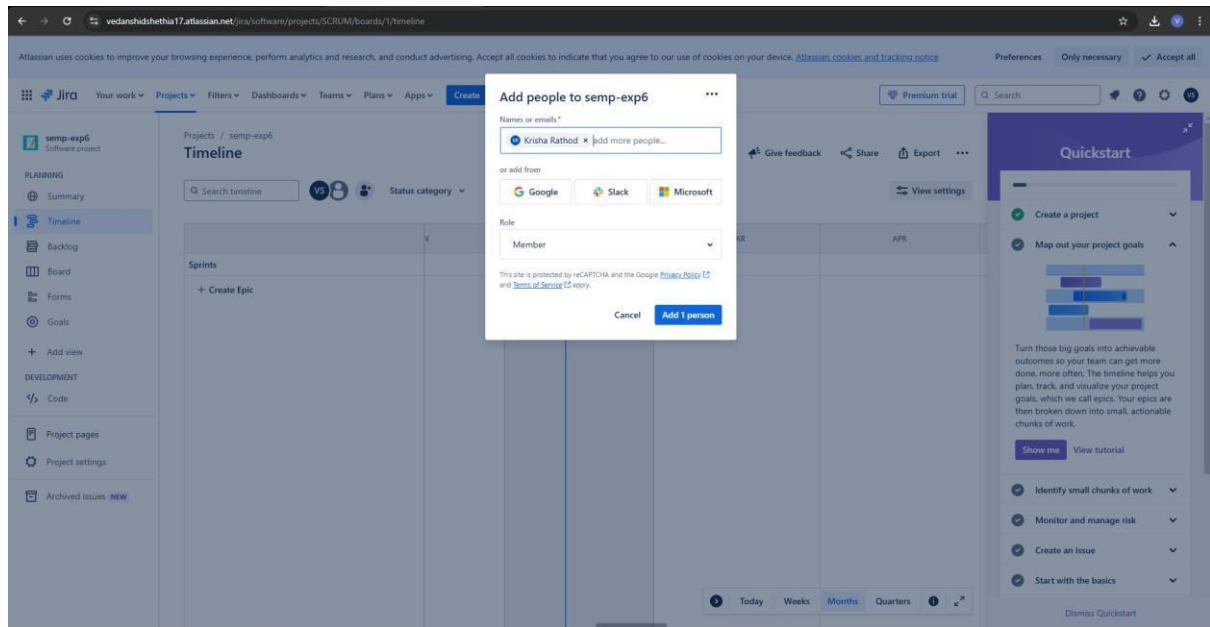 vedanshidshethia17.atlassian.net/jira/software/projects/SCRUM/boards/1/timeline
Atlassian uses cookies to improve your browsing experience, perform analytics and research, and conduct advertising. Accept all cookies to indicate that you agree to our use of cookies on your device. Atlassian cookies and tracking notice
Preferences Only necessary Accept all
Jira Your work Projects Filters Dashboards Teams Plans Apps Create
Premium trial Search VS
semp-exp6
Software project
PLANNING
Summary
Timeline
Backlog
Board
Forms
Goals
Add view
DEVELOPMENT
Code
Project pages
Project settings
Archived issues NEW
Projects / semp-exp6
Timeline
Give feedback Share Export
Search timeline VS Status category View settings
APR
Sprints
+ Create Epic
Add people to semp-exp6
Names or emails *
Krisha Rathod × add more people...
or add from
Google Slack Microsoft
Role
Member
This site is protected by reCAPTCHA and the Google Privacy Policy
and Terms of Service apply.
Cancel Add 1 person
Today Weeks Months Quarters
Quickstart
Create a project
Map out your project goals
Turn those big goals into achievable
outcomes so your team can get more
done, more often. The timeline helps you
plan, track, and visualize your project
goals, which we call epics. Your epics are
then broken down into small, actionable
chunks of work.
Show me View tutorial
Identify small chunks of work
Monitor and manage risk
Create an issue
Start with the basics
Dismiss Quickstart